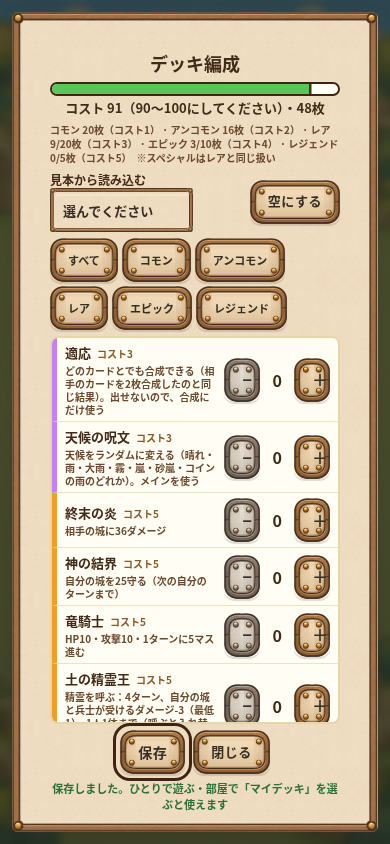 デッキ編成
コスト 91（90〜100にしてください）・48枚
コモン 20枚（コスト1）・アンコモン 16枚（コスト2）・レア
9/20枚（コスト3）・エピック 3/10枚（コスト4）・レジェンド
0/5枚（コスト5） ※スペシャルはレアと同じ扱い
見本から読み込む
選んでください
空にする
すべて
コモン
アンコモン
レア
エピック
レジェンド
適応 コスト3
どのカードとでも合成できる（相
手のカードを2枚合成したのと同
じ結果）。出せないので、合成に
だけ使う
− 0 +
天候の呪文 コスト3
天候をランダムに変える（晴れ・
雨・大雨・霧・嵐・砂嵐・コイン
の雨のどれか）。メインを使う
− 0 +
終末の炎 コスト5
相手の城に36ダメージ
− 0 +
神の結界 コスト5
自分の城を25守る（次の自分の
ターンまで）
− 0 +
竜騎士 コスト5
HP10・攻撃10・1ターンに5マス
進む
− 0 +
土の精霊王 コスト5
精霊を呼ぶ：4ターン、自分の城
と兵士が受けるダメージ-3（最低
− 0 +
保存
閉じる
保存しました。ひとりで遊ぶ・部屋で「マイデッキ」を選
ぶと使えます